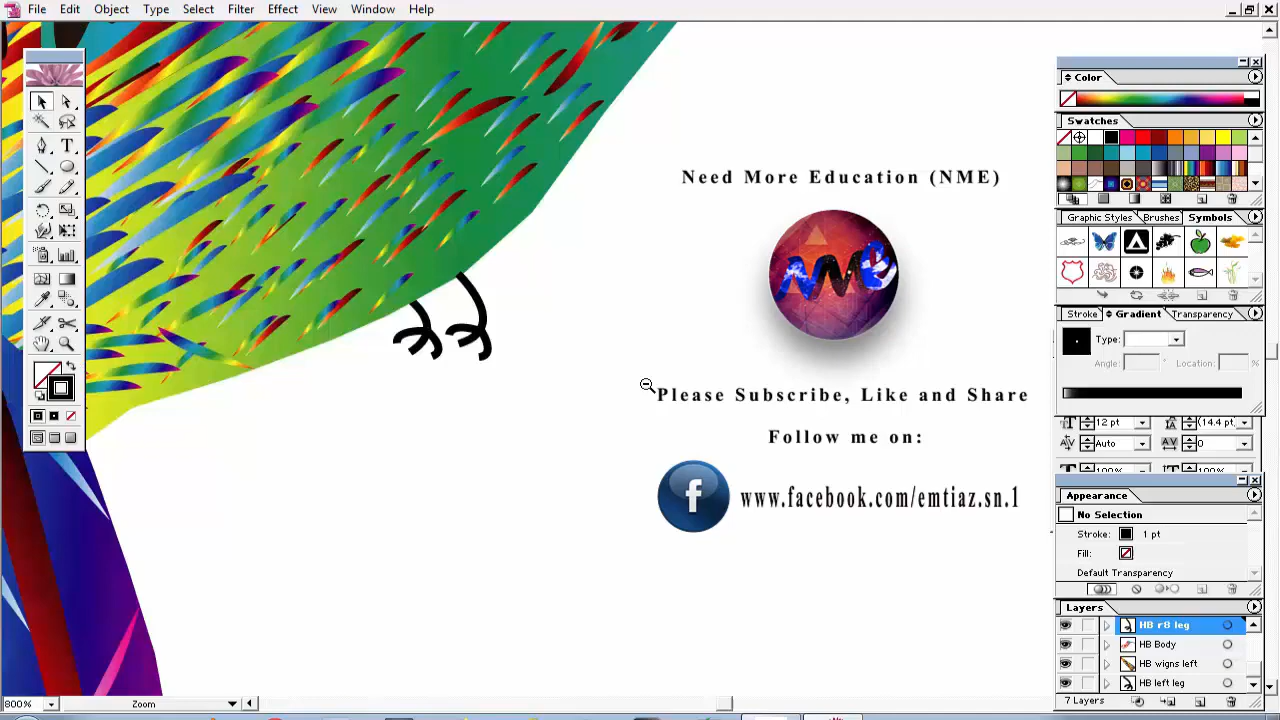 File Edit Object Type Select Filter Effect View Window Help
Color
Swatches
Need More Education (NME)
Graphic Styles Brushes Symbols
NMe
Stroke Gradient Transparency
Type:
Angle: ° Location: %
Please Subscribe, Like and Share
12 pt (14.4 pt)
Follow me on:
Auto 0
100% 100%
f www.facebook.com/emtiaz.sn.1
Appearance
No Selection
Stroke: 1 pt
Fill:
Default Transparency
Layers
HB r8 leg
HB Body
HB wigns left
HB left leg
7 Layers
800% Zoom